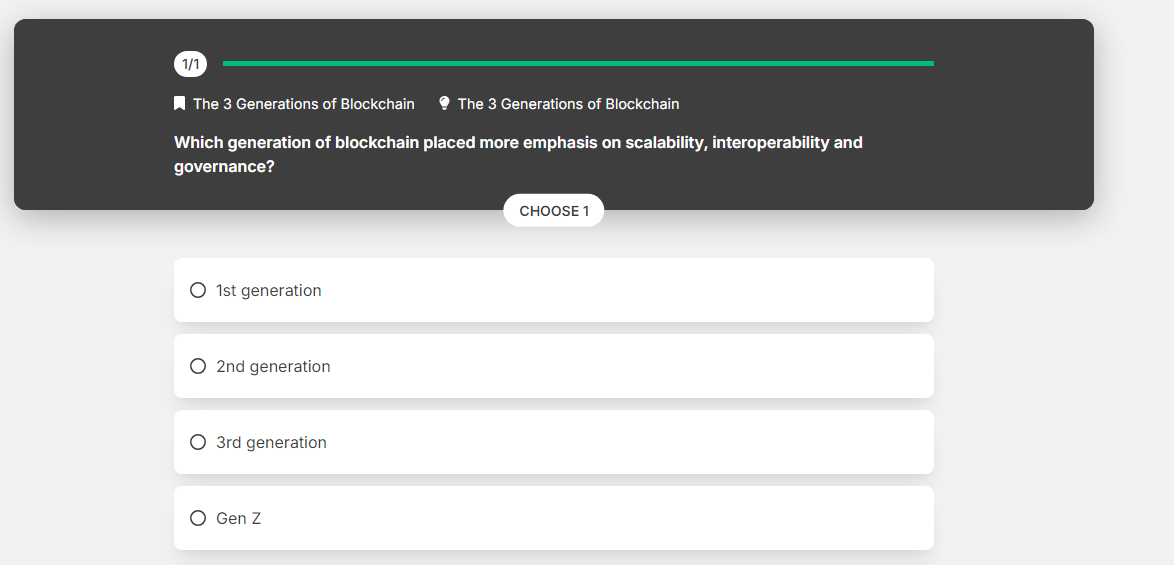 1/1
The 3 Generations of Blockchain The 3 Generations of Blockchain
Which generation of blockchain placed more emphasis on scalability, interoperability and
governance?
CHOOSE 1
1st generation
2nd generation
3rd generation
Gen Z